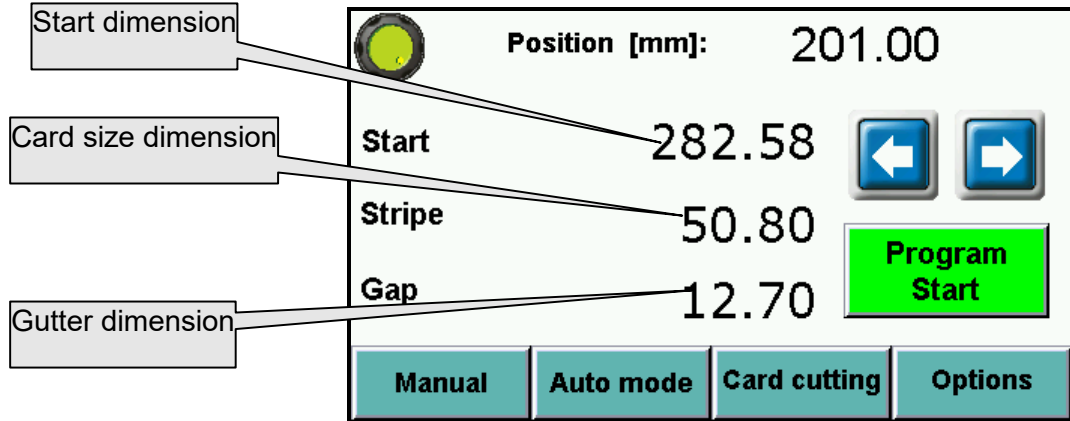 Start dimension
Position [mm]: 201.00
Card size dimension
Start 282.58
Stripe 50.80
Program
Start
Gap 12.70
Gutter dimension
Manual Auto mode Card cutting Options